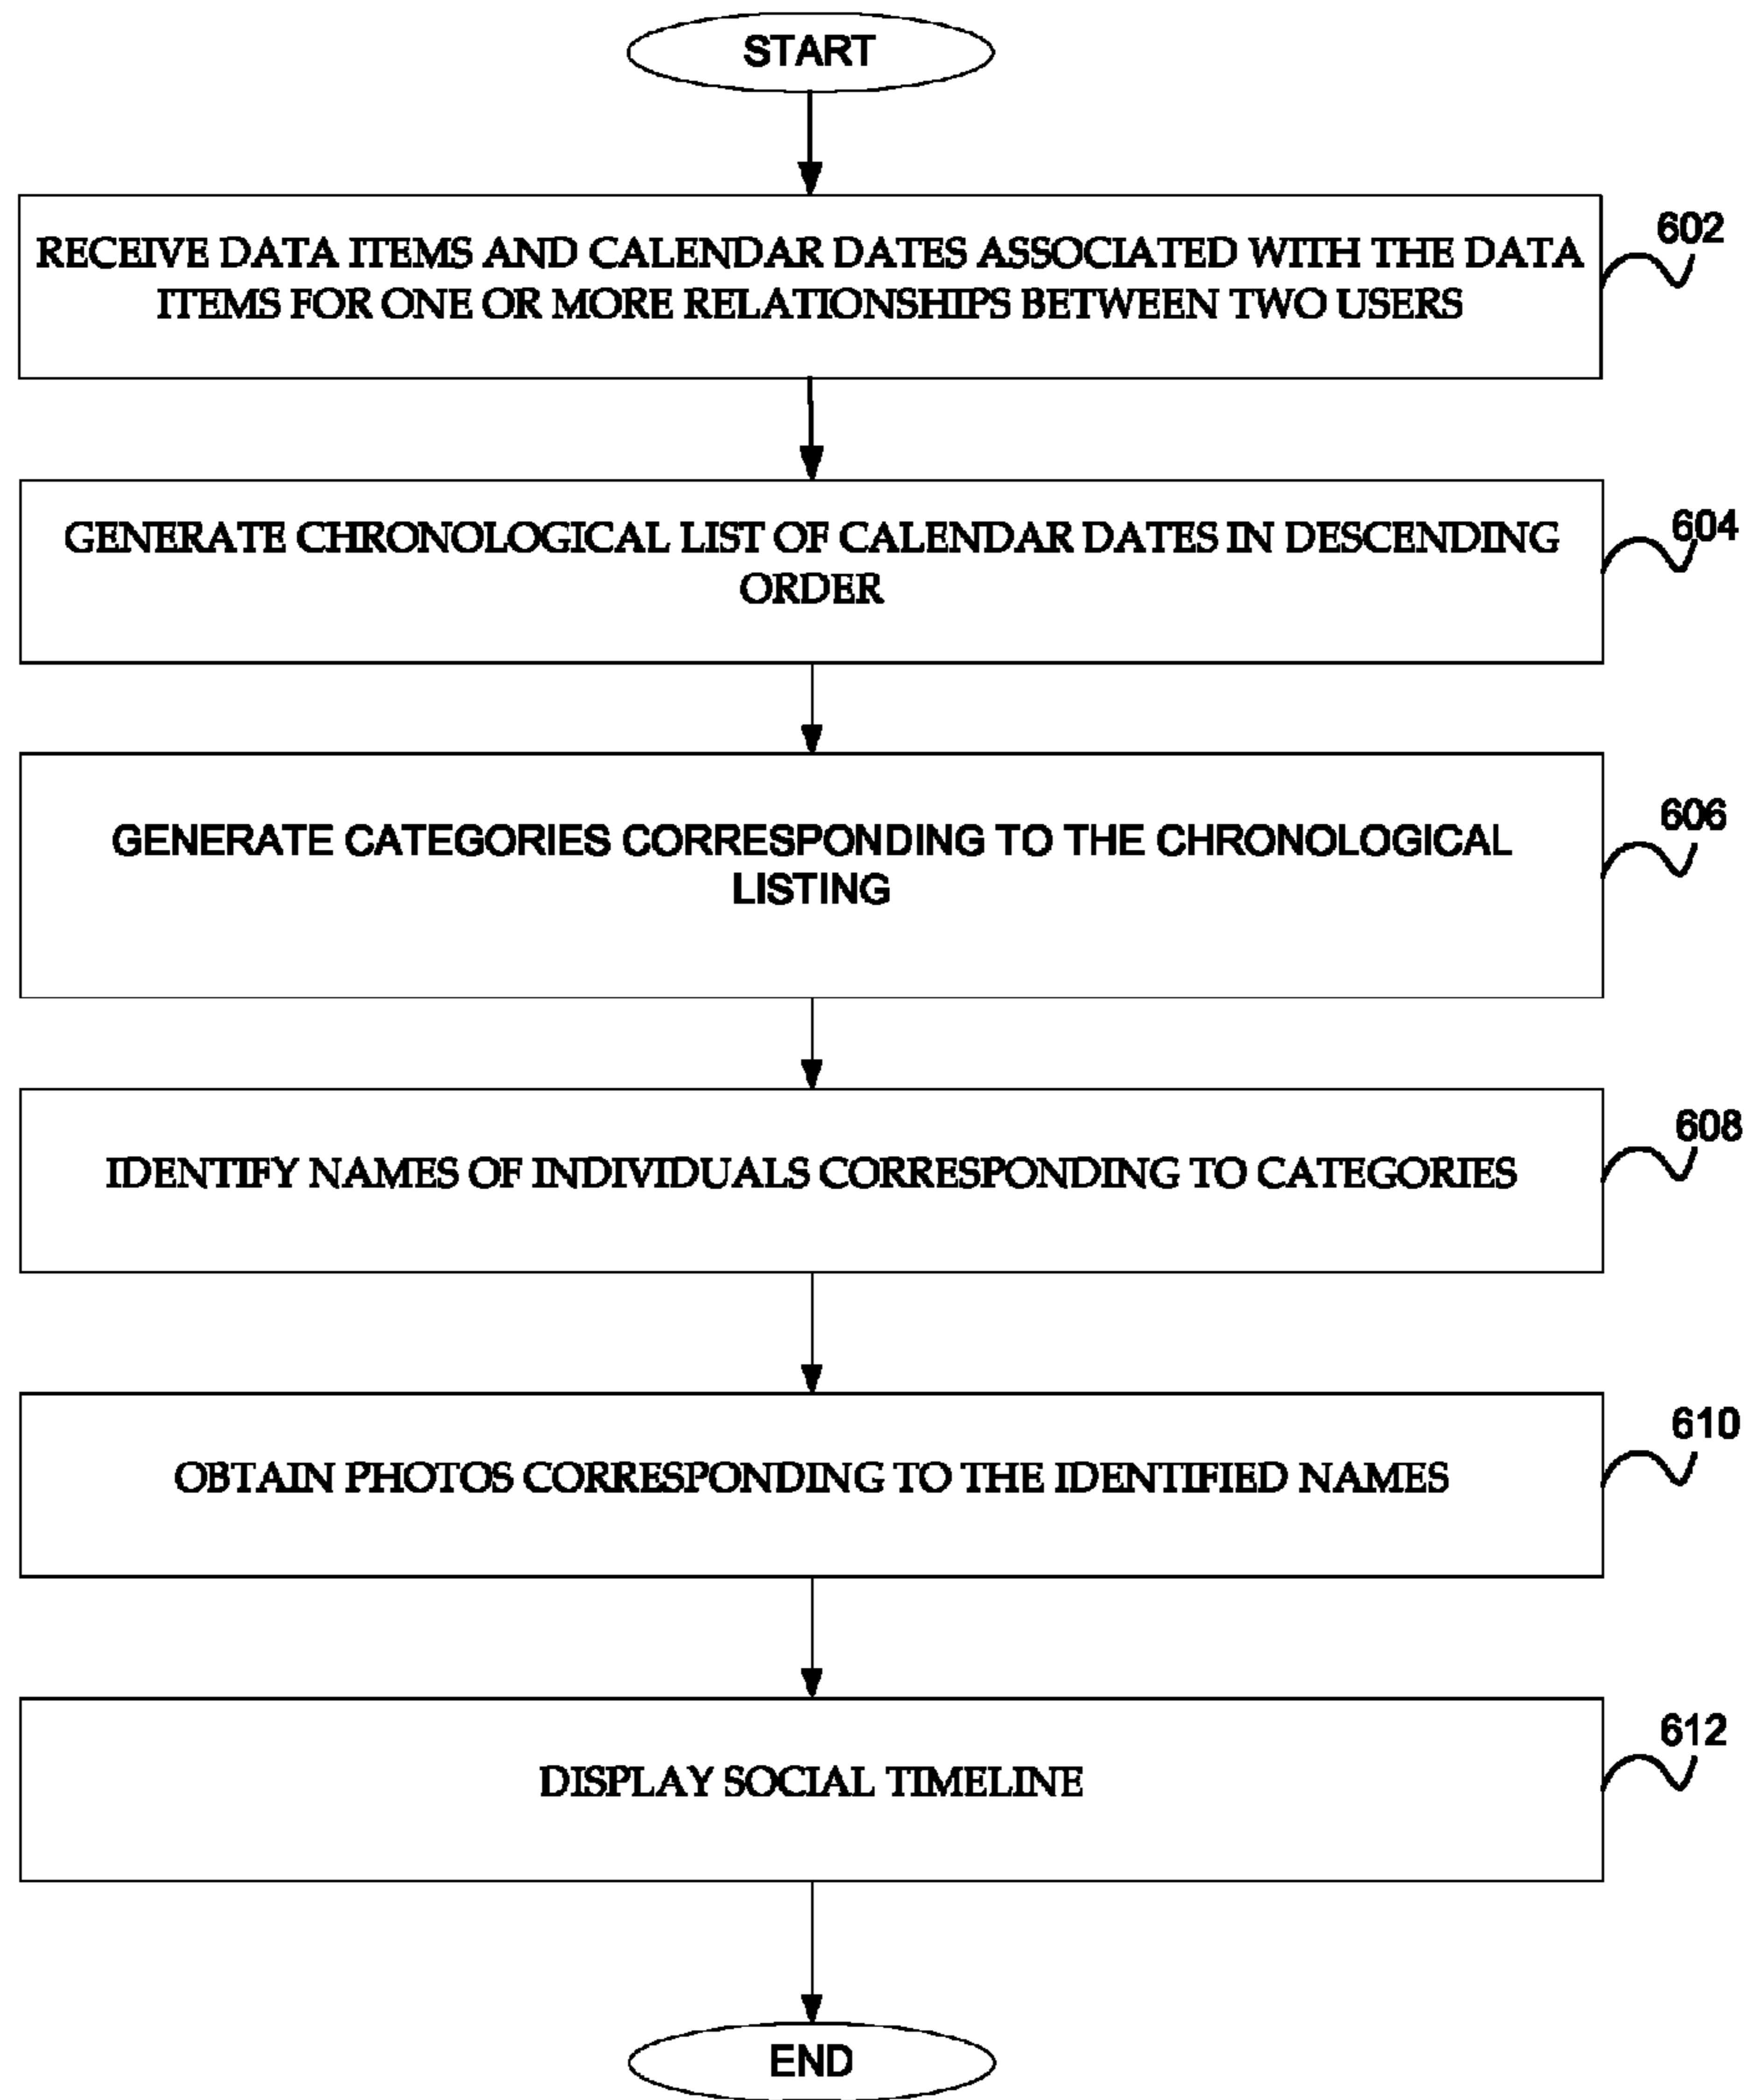 START
RECEIVE DATA ITEMS AND CALENDAR DATES ASSOCIATED WITH THE DATA
ITEMS FOR ONE OR MORE RELATIONSHIPS BETWEEN TWO USERS
602
GENERATE CHRONOLOGICAL LIST OF CALENDAR DATES IN DESCENDING
ORDER
604
GENERATE CATEGORIES CORRESPONDING TO THE CHRONOLOGICAL
LISTING
606
IDENTIFY NAMES OF INDIVIDUALS CORRESPONDING TO CATEGORIES
608
OBTAIN PHOTOS CORRESPONDING TO THE IDENTIFIED NAMES
610
DISPLAY SOCIAL TIMELINE
612
END